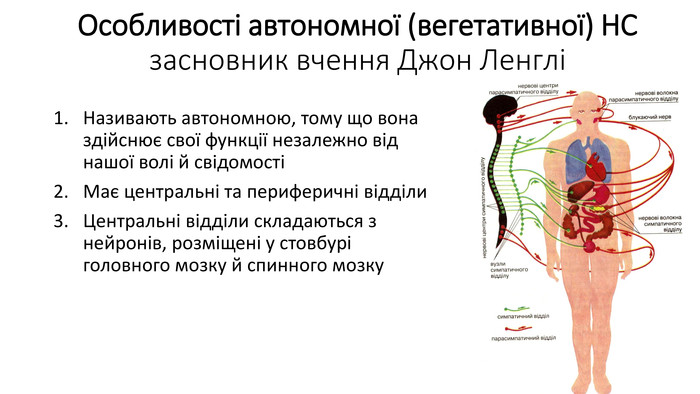 Особливості автономної (вегетативної) НС
засновник вчення Джон Ленглі
1. Називають автономною, тому що вона
здійснює свої функції незалежно від
нашої волі й свідомості
2. Має центральні та периферичні відділи
3. Центральні відділи складаються з
нейронів, розміщені у стовбурі
головного мозку й спинного мозку
нервові центри
парасимпатичного відділу
нервові волокна
парасимпатичного відділу
блукаючий нерв
нервові центри симпатичного відділу
нервові волокна
симпатичного
відділу
вузли
симпатичного
відділу
симпатичний відділ
парасимпатичний відділ